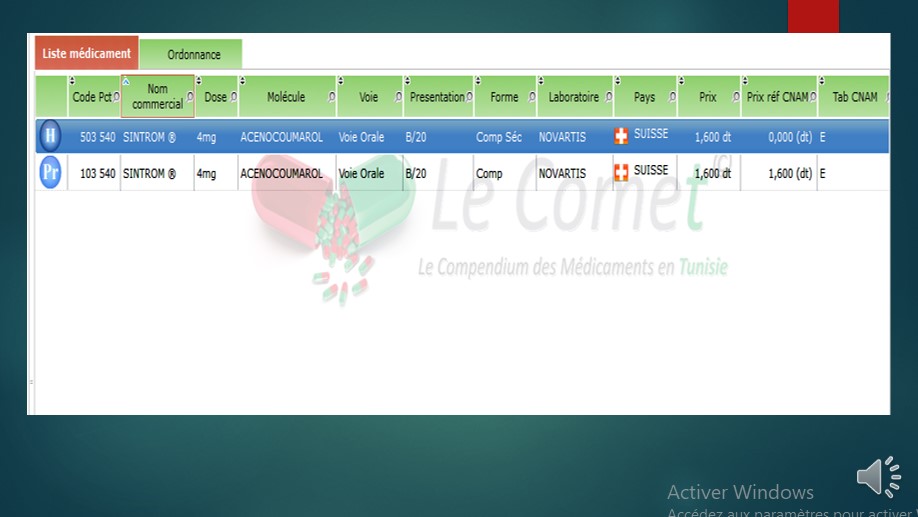 Liste médicament Ordonnance
Code Pct Nom commercial Dose Molécule Voie Presentation Forme Laboratoire Pays Prix Prix réf CNAM Tab CNAM
H 503 540 SINTROM ® 4mg ACENOCOUMAROL Voie Orale B/20 Comp Séc NOVARTIS SUISSE 1,600 dt 0,000 (dt) E
Pr 103 540 SINTROM ® 4mg ACENOCOUMAROL Voie Orale B/20 Comp NOVARTIS SUISSE 1,600 dt 1,600 (dt) E
Le Comet ©
Le Compendium des Médicaments en Tunisie
Activer Windows
Accédez aux paramètres pour activer